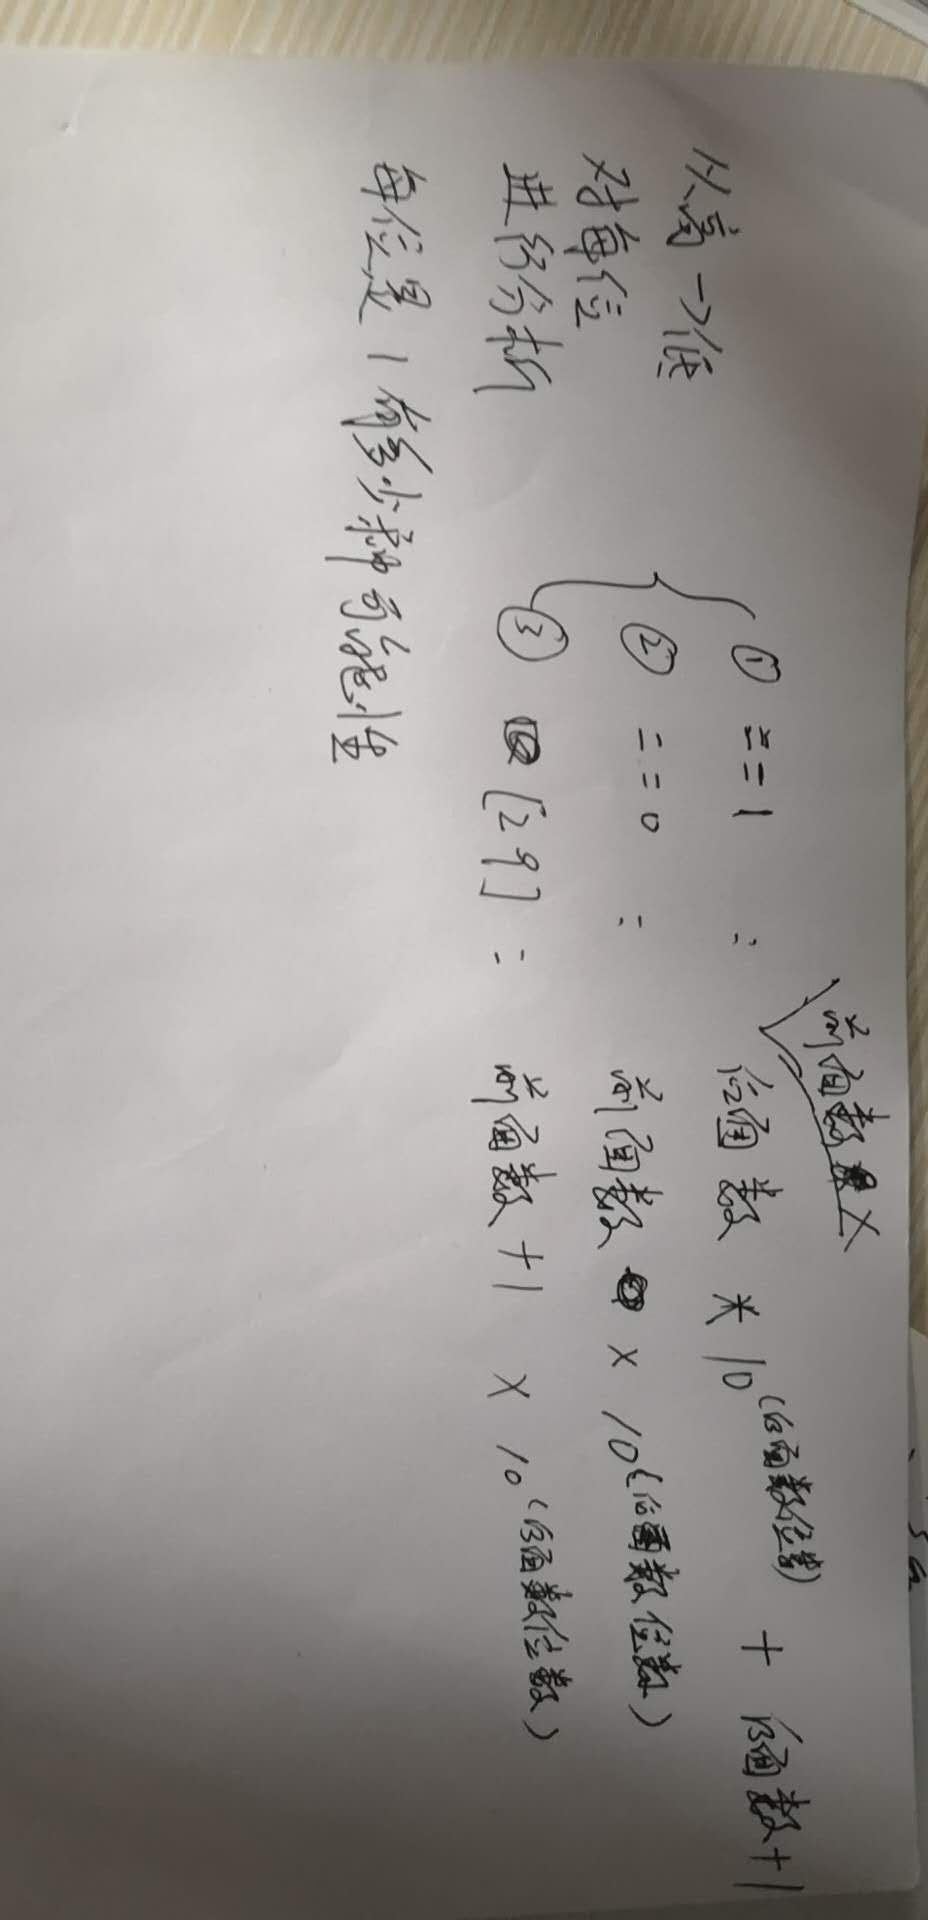 从高→低
对每位
进行分析
前面数 ×
① == 1 : 后面数 * 10(后面数位数) + 后面数+1
② == 0 : 前面数 × 10(后面数位数)
③ [2 9] : 前面数+1 × 10(后面数位数)
每位是1有多少种可能性